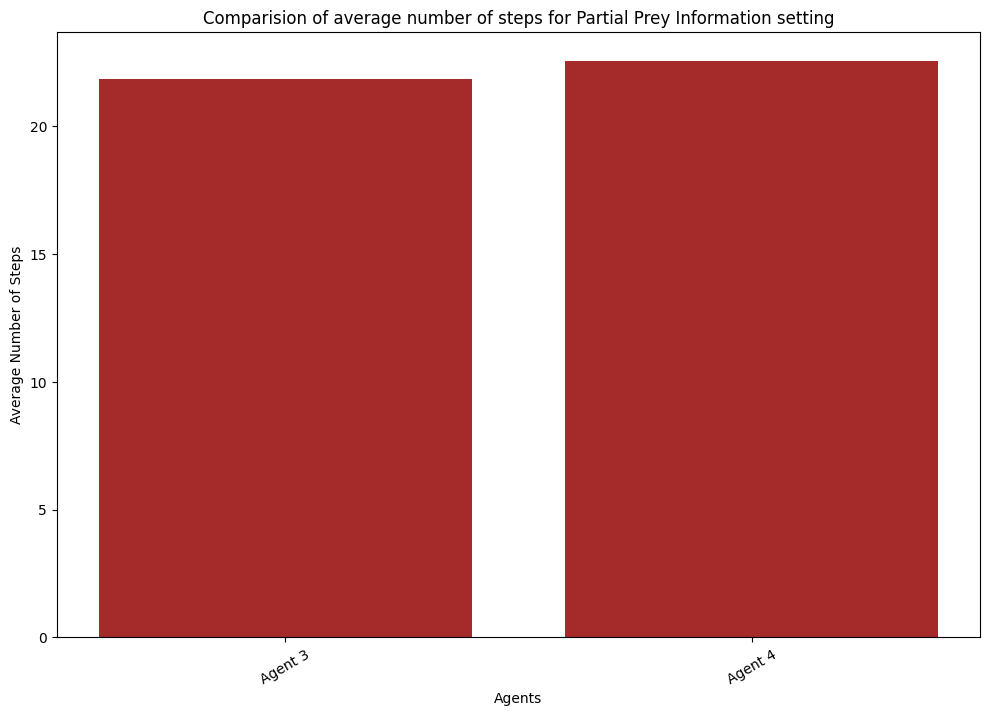 Comparision of average number of steps for Partial Prey Information setting
Average Number of Steps
20
15
10
5
0
Agent 3
Agent 4
Agents